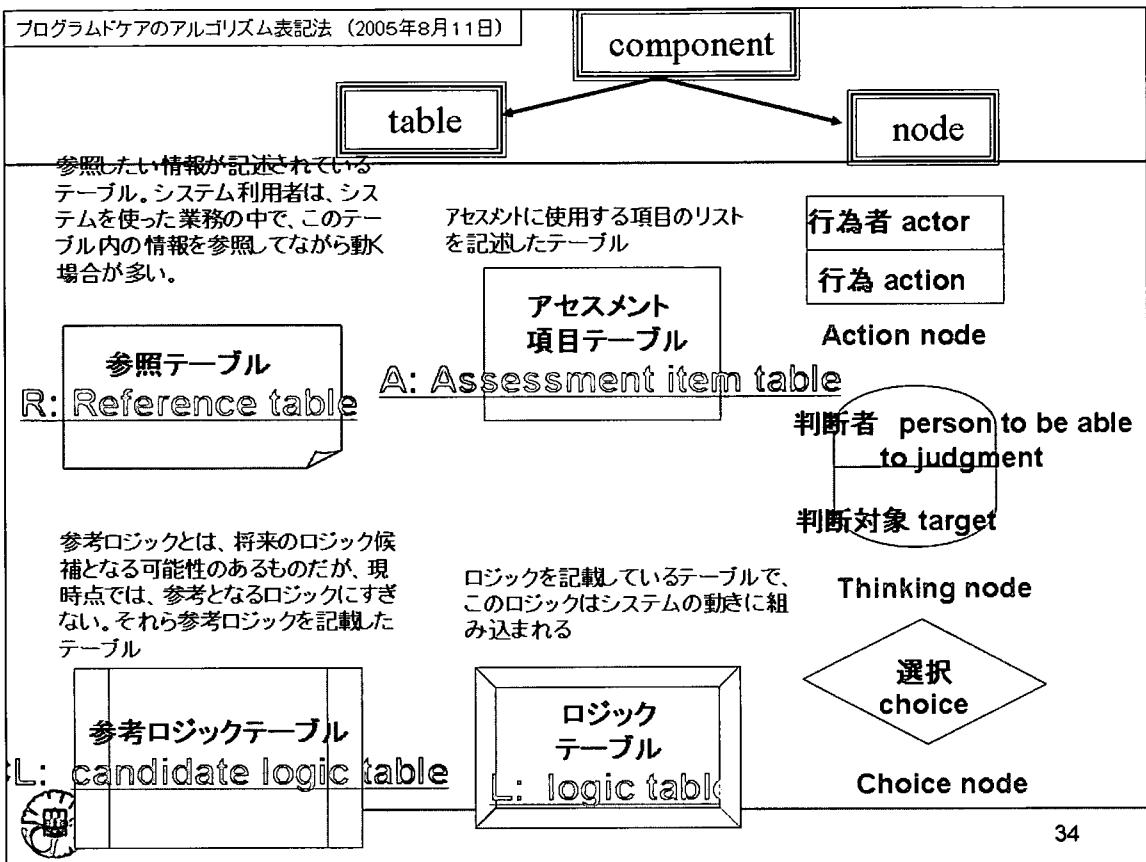 プログラムドケアのアルゴリズム表記法 (2005年8月11日)
component
table
node
参照したい情報が記述されている
テーブル。システム利用者は、シス
テムを使った業務の中で、このテー
ブル内の情報を参照してながら動く
場合が多い。
参照テーブル
R: Reference table
アセスメントに使用する項目のリスト
を記述したテーブル
アセスメント
項目テーブル
A: Assessment item table
行為者 actor
行為 action
Action node
判断者 person to be able
to judgment
判断対象 target
Thinking node
参考ロジックとは、将来のロジック候
補となる可能性のあるものだが、現
時点では、参考となるロジックにすぎ
ない。それら参考ロジックを記載した
テーブル
参考ロジックテーブル
CL: candidate logic table
ロジックを記載しているテーブルで、
このロジックはシステムの動きに組
み込まれる
ロジック
テーブル
L: logic table
選択
choice
Choice node
34